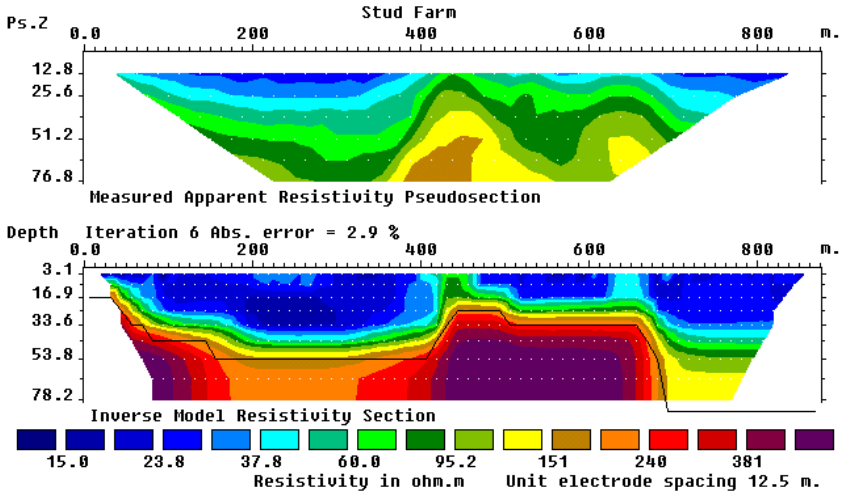 Stud Farm
Ps.Z
0.0 200 400 600 800 m.
12.8
25.6
51.2
76.8
Measured Apparent Resistivity Pseudosection
Depth Iteration 6 Abs. error = 2.9 %
0.0 200 400 600 800 m.
3.1
16.9
33.6
53.8
78.2
Inverse Model Resistivity Section
15.0 23.8 37.8 60.0 95.2 151 240 381
Resistivity in ohm.m Unit electrode spacing 12.5 m.